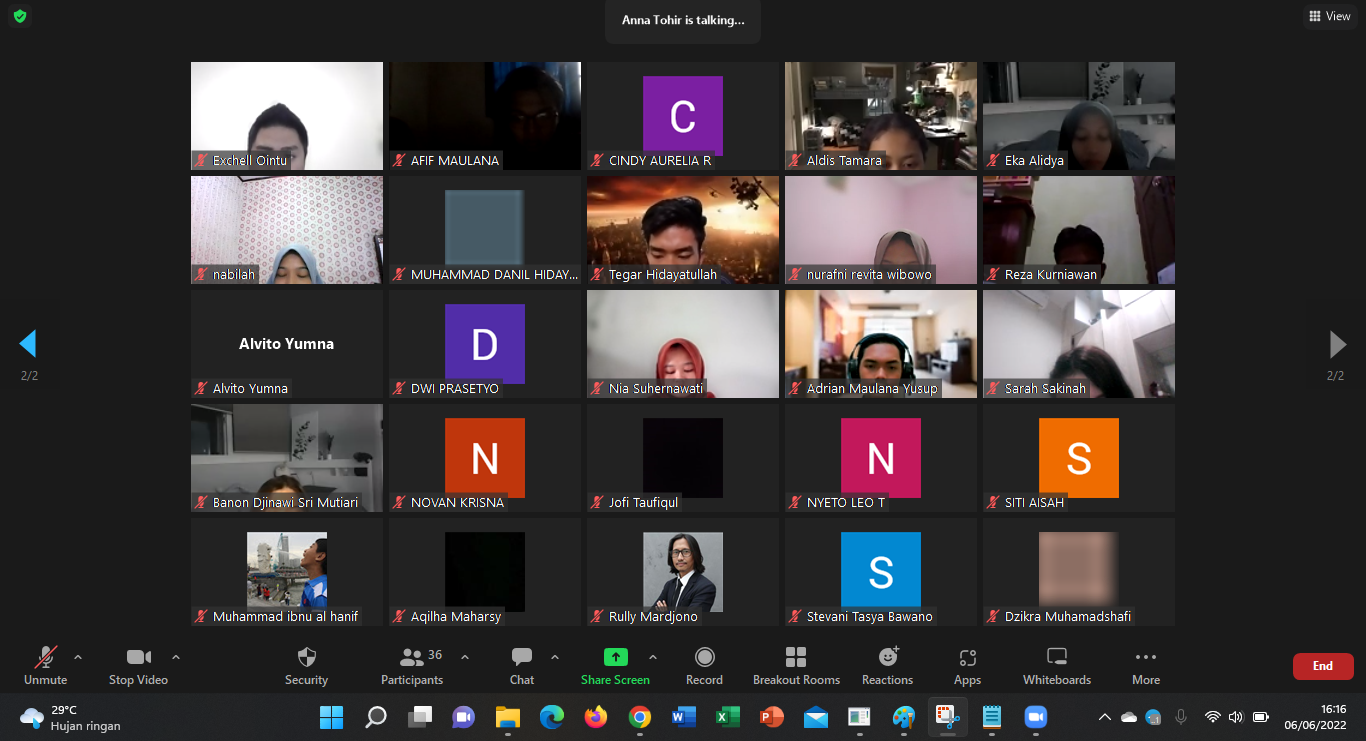 Anna Tohir is talking...
View
Exchell Ointu
AFIF MAULANA
C
CINDY AURELIA R
Aldis Tamara
Eka Alidya
nabilah
MUHAMMAD DANIL HIDAY...
Tegar Hidayatullah
nurafni revita wibowo
Reza Kurniawan
2/2
2/2
Alvito Yumna
Alvito Yumna
D
DWI PRASETYO
Nia Suhernawati
Adrian Maulana Yusup
Sarah Sakinah
Banon Djinawi Sri Mutiari
N
NOVAN KRISNA
Jofi Taufiqul
N
NYETO LEO T
S
SITI AISAH
Muhammad ibnu al hanif
Aqilha Maharsy
Rully Mardjono
S
Stevani Tasya Bawano
Dzikra Muhamadshafi
Unmute
Stop Video
Security
Participants
36
Chat
Share Screen
Record
Breakout Rooms
Reactions
Apps
Whiteboards
More
End
29°C
Hujan ringan
16:16
06/06/2022